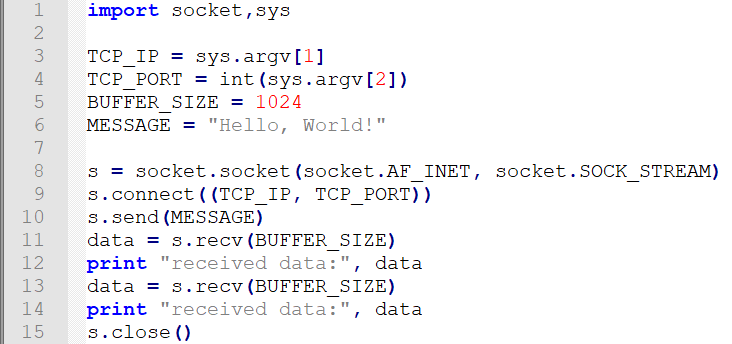 1 import socket,sys
2
3 TCP_IP = sys.argv[1]
4 TCP_PORT = int(sys.argv[2])
5 BUFFER_SIZE = 1024
6 MESSAGE = "Hello, World!"
7
8 s = socket.socket(socket.AF_INET, socket.SOCK_STREAM)
9 s.connect((TCP_IP, TCP_PORT))
10 s.send(MESSAGE)
11 data = s.recv(BUFFER_SIZE)
12 print "received data:", data
13 data = s.recv(BUFFER_SIZE)
14 print "received data:", data
15 s.close()